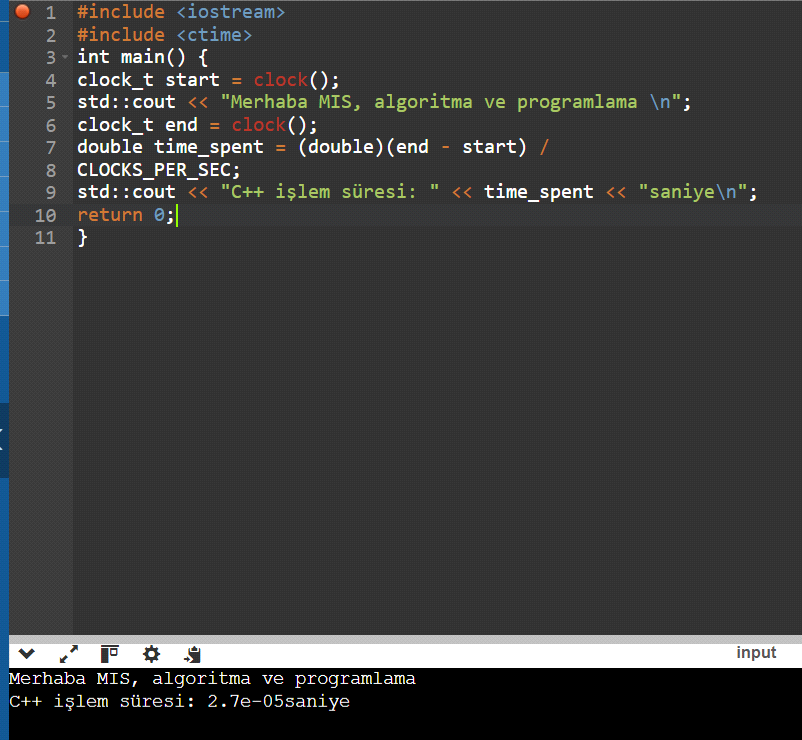 1 #include <iostream>
2 #include <ctime>
3 int main() {
4 clock_t start = clock();
5 std::cout << "Merhaba MIS, algoritma ve programlama \n";
6 clock_t end = clock();
7 double time_spent = (double)(end - start) /
8 CLOCKS_PER_SEC;
9 std::cout << "C++ işlem süresi: " << time_spent << "saniye\n";
10 return 0;
11 }
input
Merhaba MIS, algoritma ve programlama
C++ işlem süresi: 2.7e-05saniye